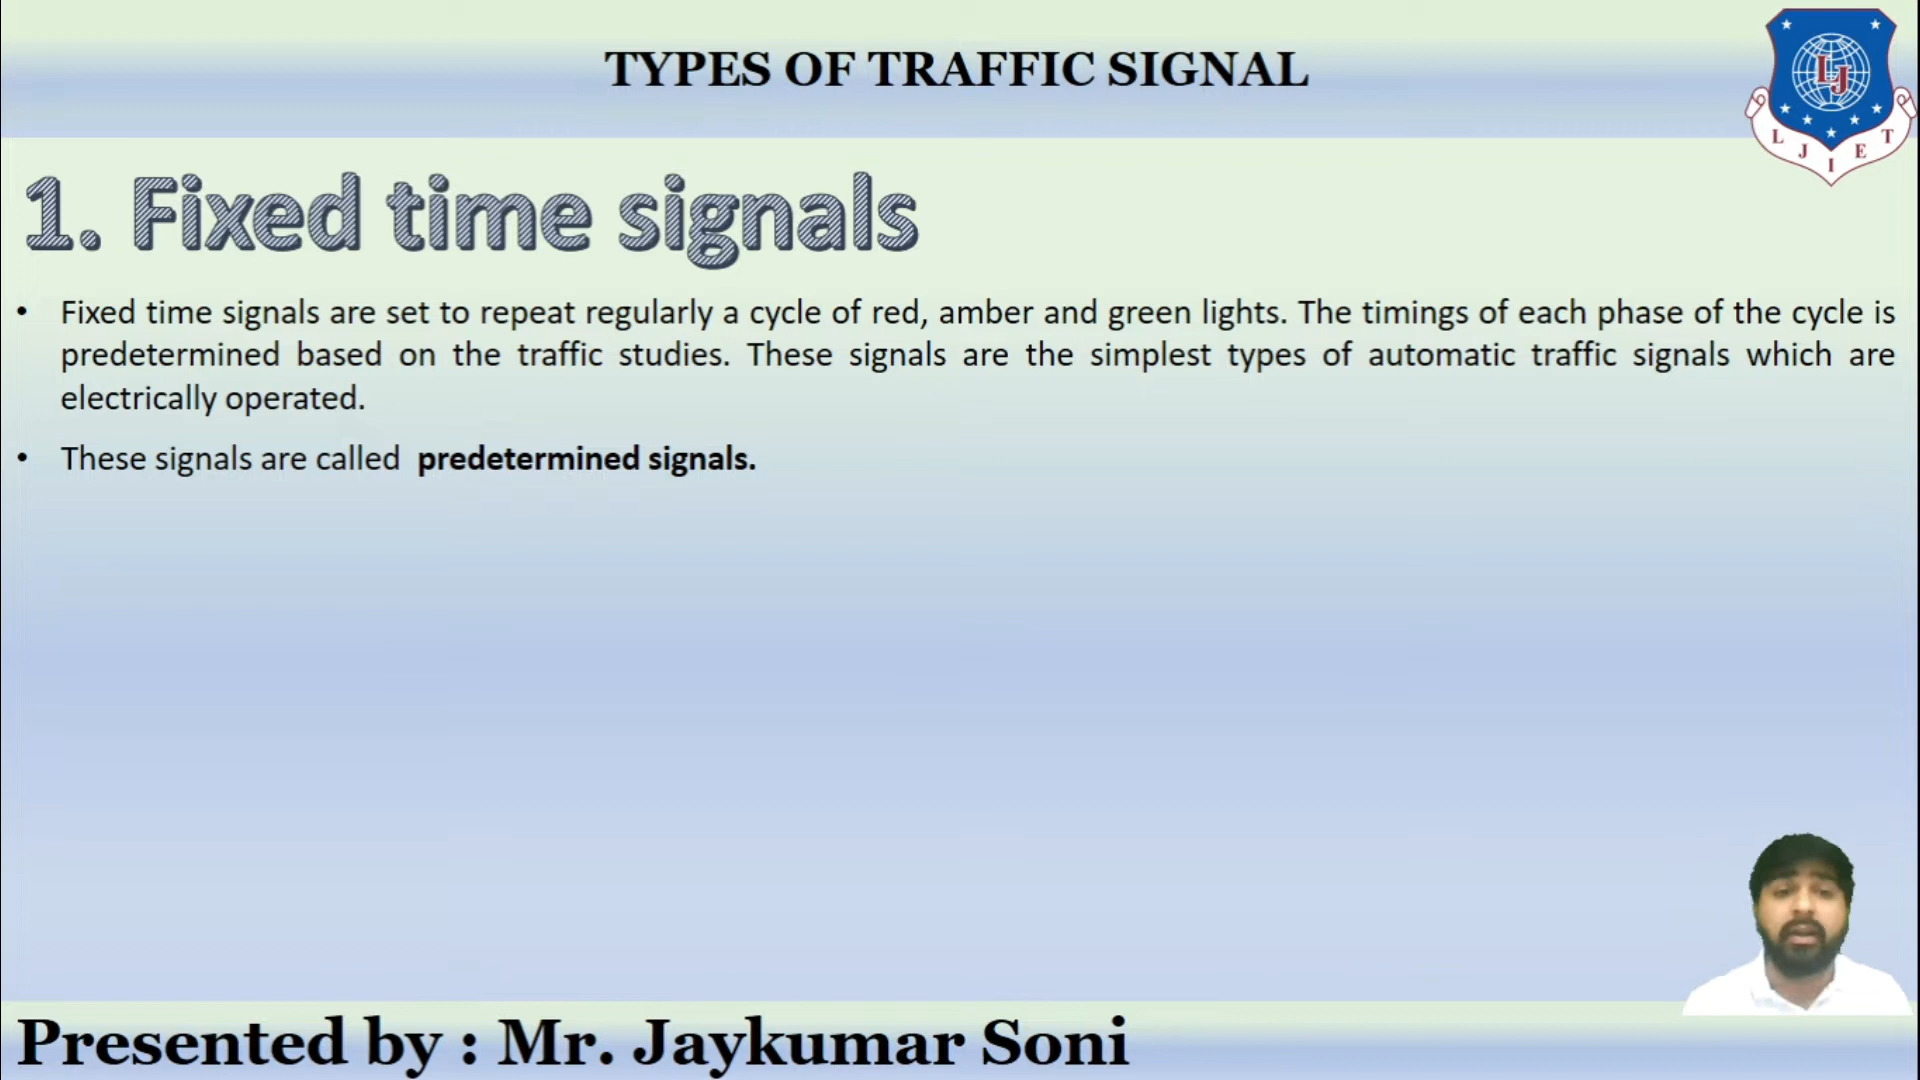 TYPES OF TRAFFIC SIGNAL
LJ
L J I E T
1. Fixed time signals
• Fixed time signals are set to repeat regularly a cycle of red, amber and green lights. The timings of each phase of the cycle is
predetermined based on the traffic studies. These signals are the simplest types of automatic traffic signals which are
electrically operated.
• These signals are called predetermined signals.
Presented by : Mr. Jaykumar Soni